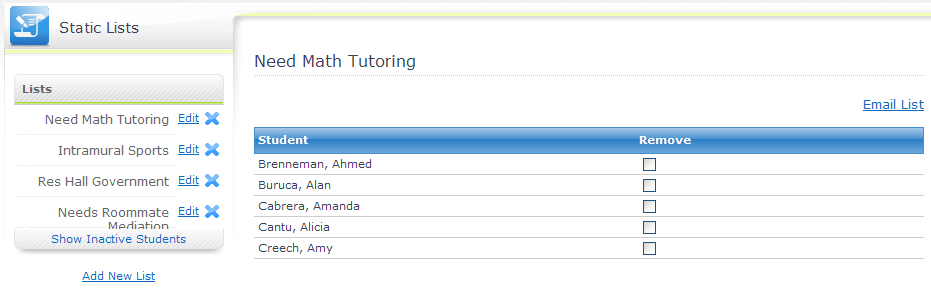 Static Lists
Lists
Need Math Tutoring Edit
Intramural Sports Edit
Res Hall Government Edit
Needs Roommate Edit
Mediation
Show Inactive Students
Add New List
Need Math Tutoring
Email List
Student Remove
Brenneman, Ahmed
Buruca, Alan
Cabrera, Amanda
Cantu, Alicia
Creech, Amy